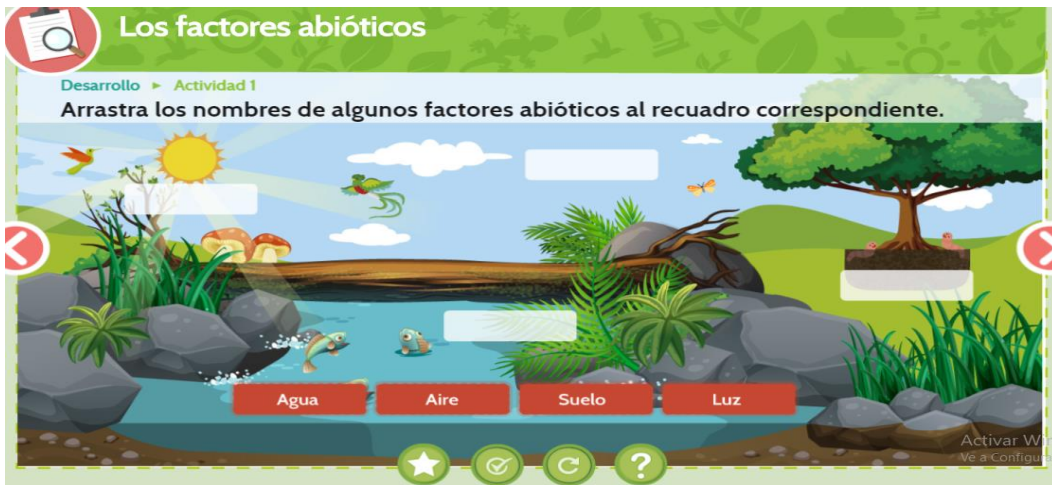 Los factores abióticos
Desarrollo ▸ Actividad 1
Arrastra los nombres de algunos factores abióticos al recuadro correspondiente.
Agua
Aire
Suelo
Luz
Activar
Ve a